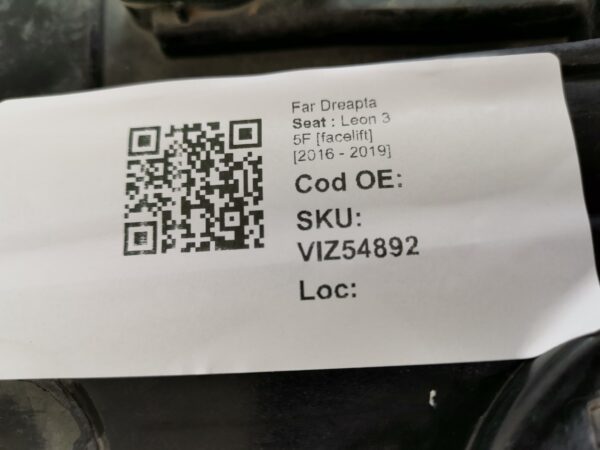 Far Dreapta
Seat : Leon 3
5F [facelift]
[2016 - 2019]
Cod OE:
SKU:
VIZ54892
Loc: